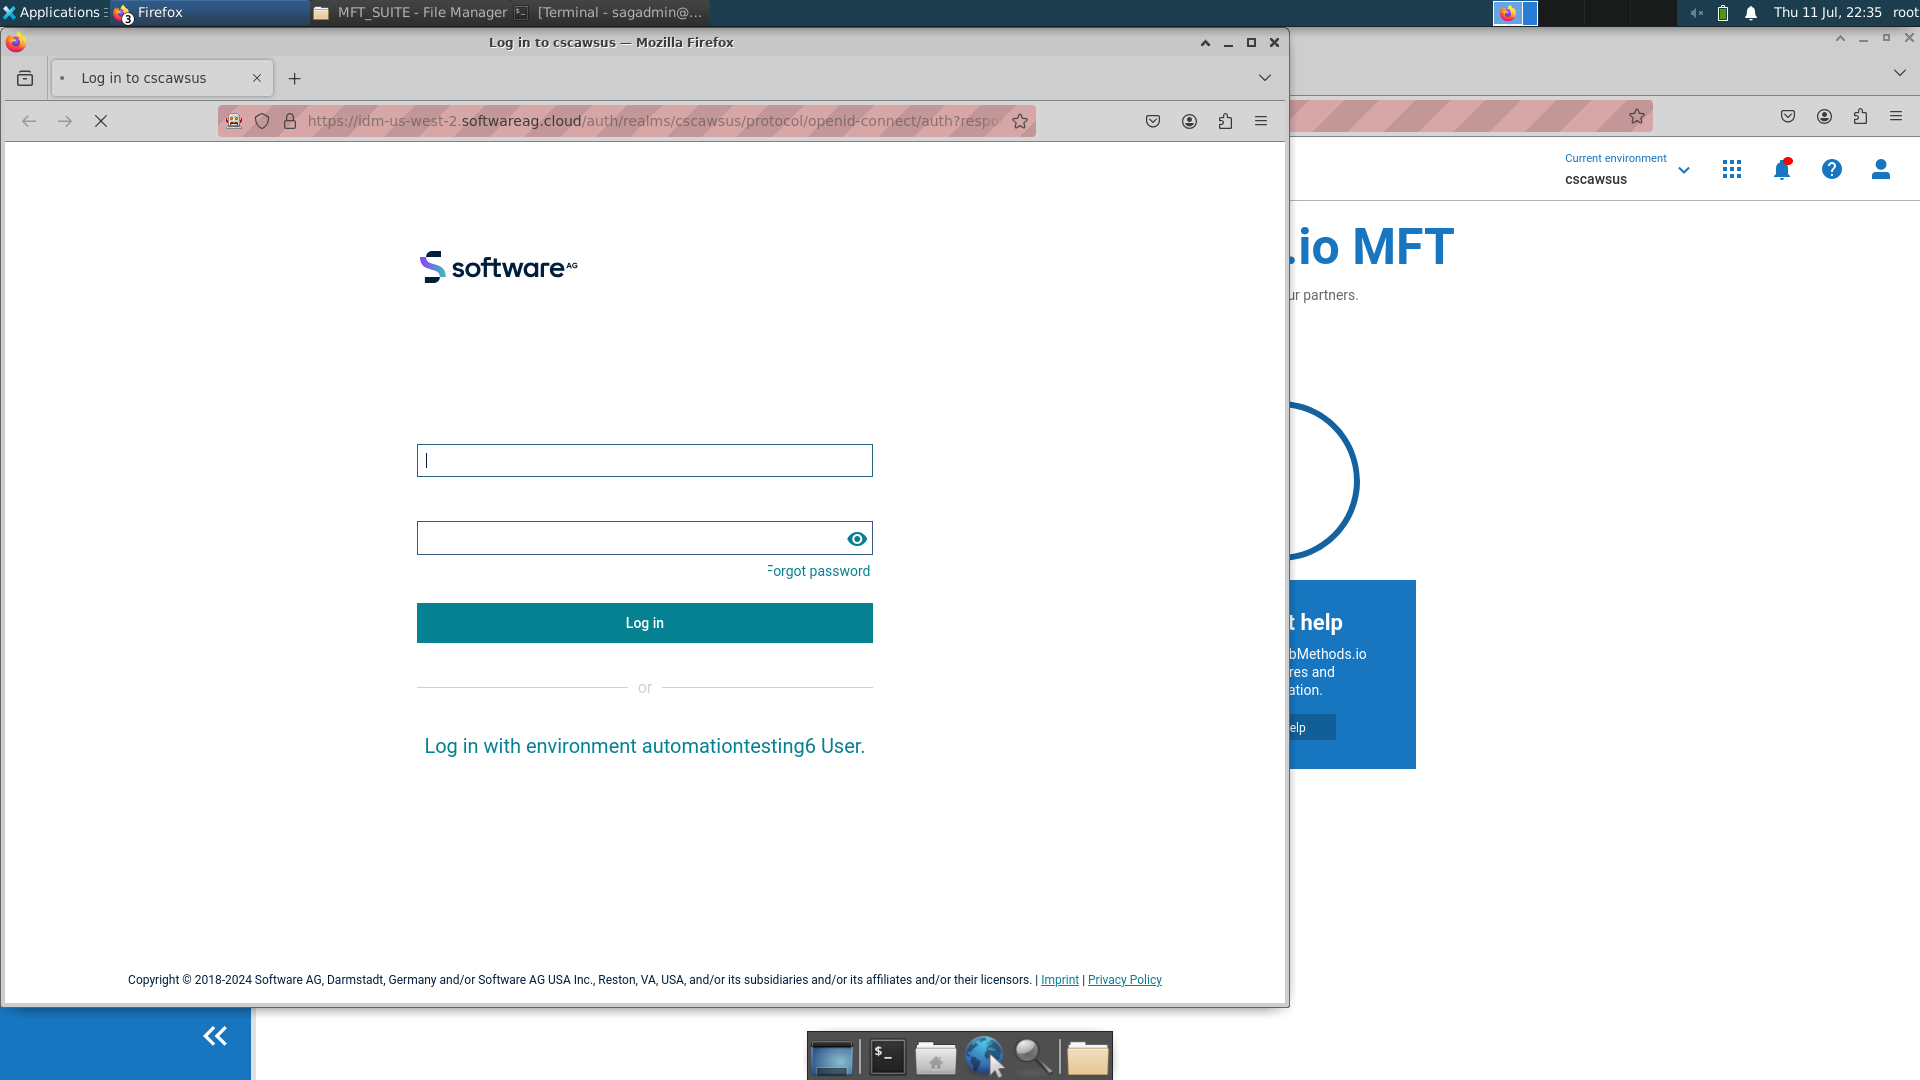 Applications
3 Firefox
MFT_SUITE - File Manager
[Terminal - sagadmin@...
Thu 11 Jul, 22:35
root
Log in to cscawsus — Mozilla Firefox
Log in to cscawsus
https://idm-us-west-2.softwareag.cloud/auth/realms/cscawsus/protocol/openid-connect/auth?respo
Current environment
cscawsus
.io MFT
ur partners.
software AG
Forgot password
Log in
or
Log in with environment automationtesting6 User.
t help
bMethods.io
res and
ation.
elp
Copyright © 2018-2024 Software AG, Darmstadt, Germany and/or Software AG USA Inc., Reston, VA, USA, and/or its subsidiaries and/or its affiliates and/or their licensors. | Imprint | Privacy Policy
$_